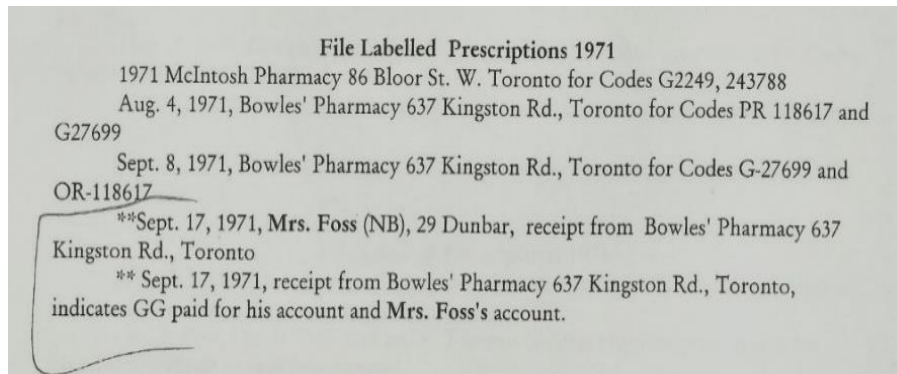 File Labelled Prescriptions 1971
1971 McIntosh Pharmacy 86 Bloor St. W. Toronto for Codes G2249, 243788
Aug. 4, 1971, Bowles' Pharmacy 637 Kingston Rd., Toronto for Codes PR 118617 and
G27699
Sept. 8, 1971, Bowles' Pharmacy 637 Kingston Rd., Toronto for Codes G-27699 and
OR-118617
**Sept. 17, 1971, Mrs. Foss (NB), 29 Dunbar, receipt from Bowles' Pharmacy 637
Kingston Rd., Toronto
** Sept. 17, 1971, receipt from Bowles' Pharmacy 637 Kingston Rd., Toronto,
indicates GG paid for his account and Mrs. Foss's account.